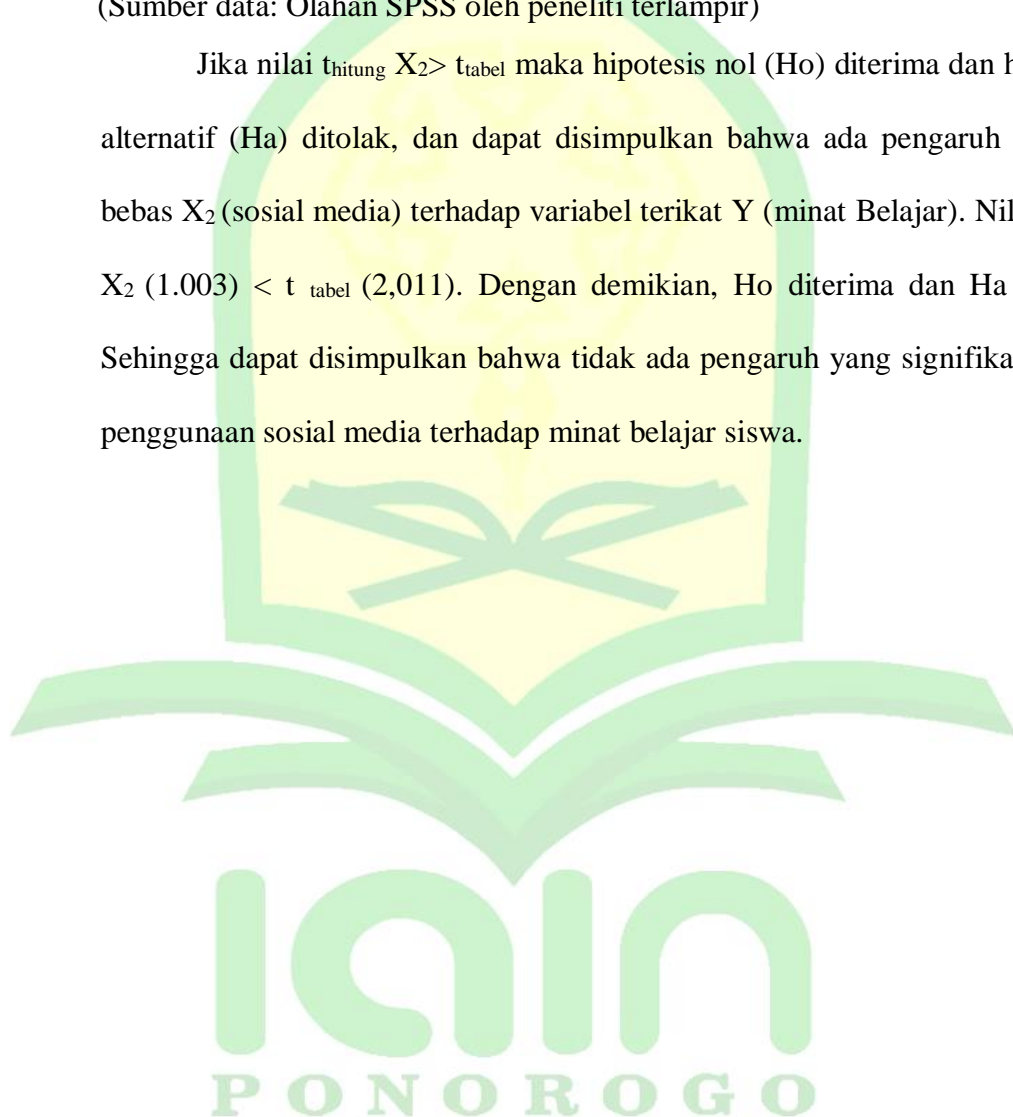 (Sumber data: Olahan SPSS oleh peneliti terlampir)
Jika nilai thitung X2> ttabel maka hipotesis nol (Ho) diterima dan
alternatif (Ha) ditolak, dan dapat disimpulkan bahwa ada pengaruh
bebas X2 (sosial media) terhadap variabel terikat Y (minat Belajar).
X2 (1.003) < t tabel (2,011). Dengan demikian, Ho diterima dan Ha
Sehingga dapat disimpulkan bahwa tidak ada pengaruh yang
penggunaan sosial media terhadap minat belajar siswa.
iain
PONOROGO